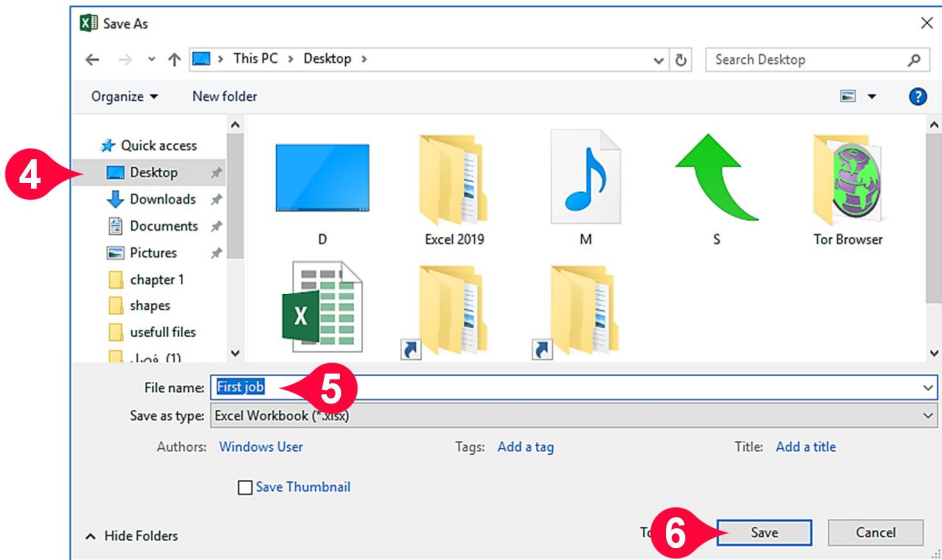 Save As
This PC > Desktop >
Search Desktop
Organize
New folder
Quick access
4
Desktop
Downloads
Documents
Pictures
chapter 1
shapes
usefull files
(1) فصل
D
Excel 2019
M
S
Tor Browser
X
File name: First job
5
Save as type: Excel Workbook (*.xlsx)
Authors: Windows User
Tags: Add a tag
Title: Add a title
Save Thumbnail
Hide Folders
6
Save
Cancel